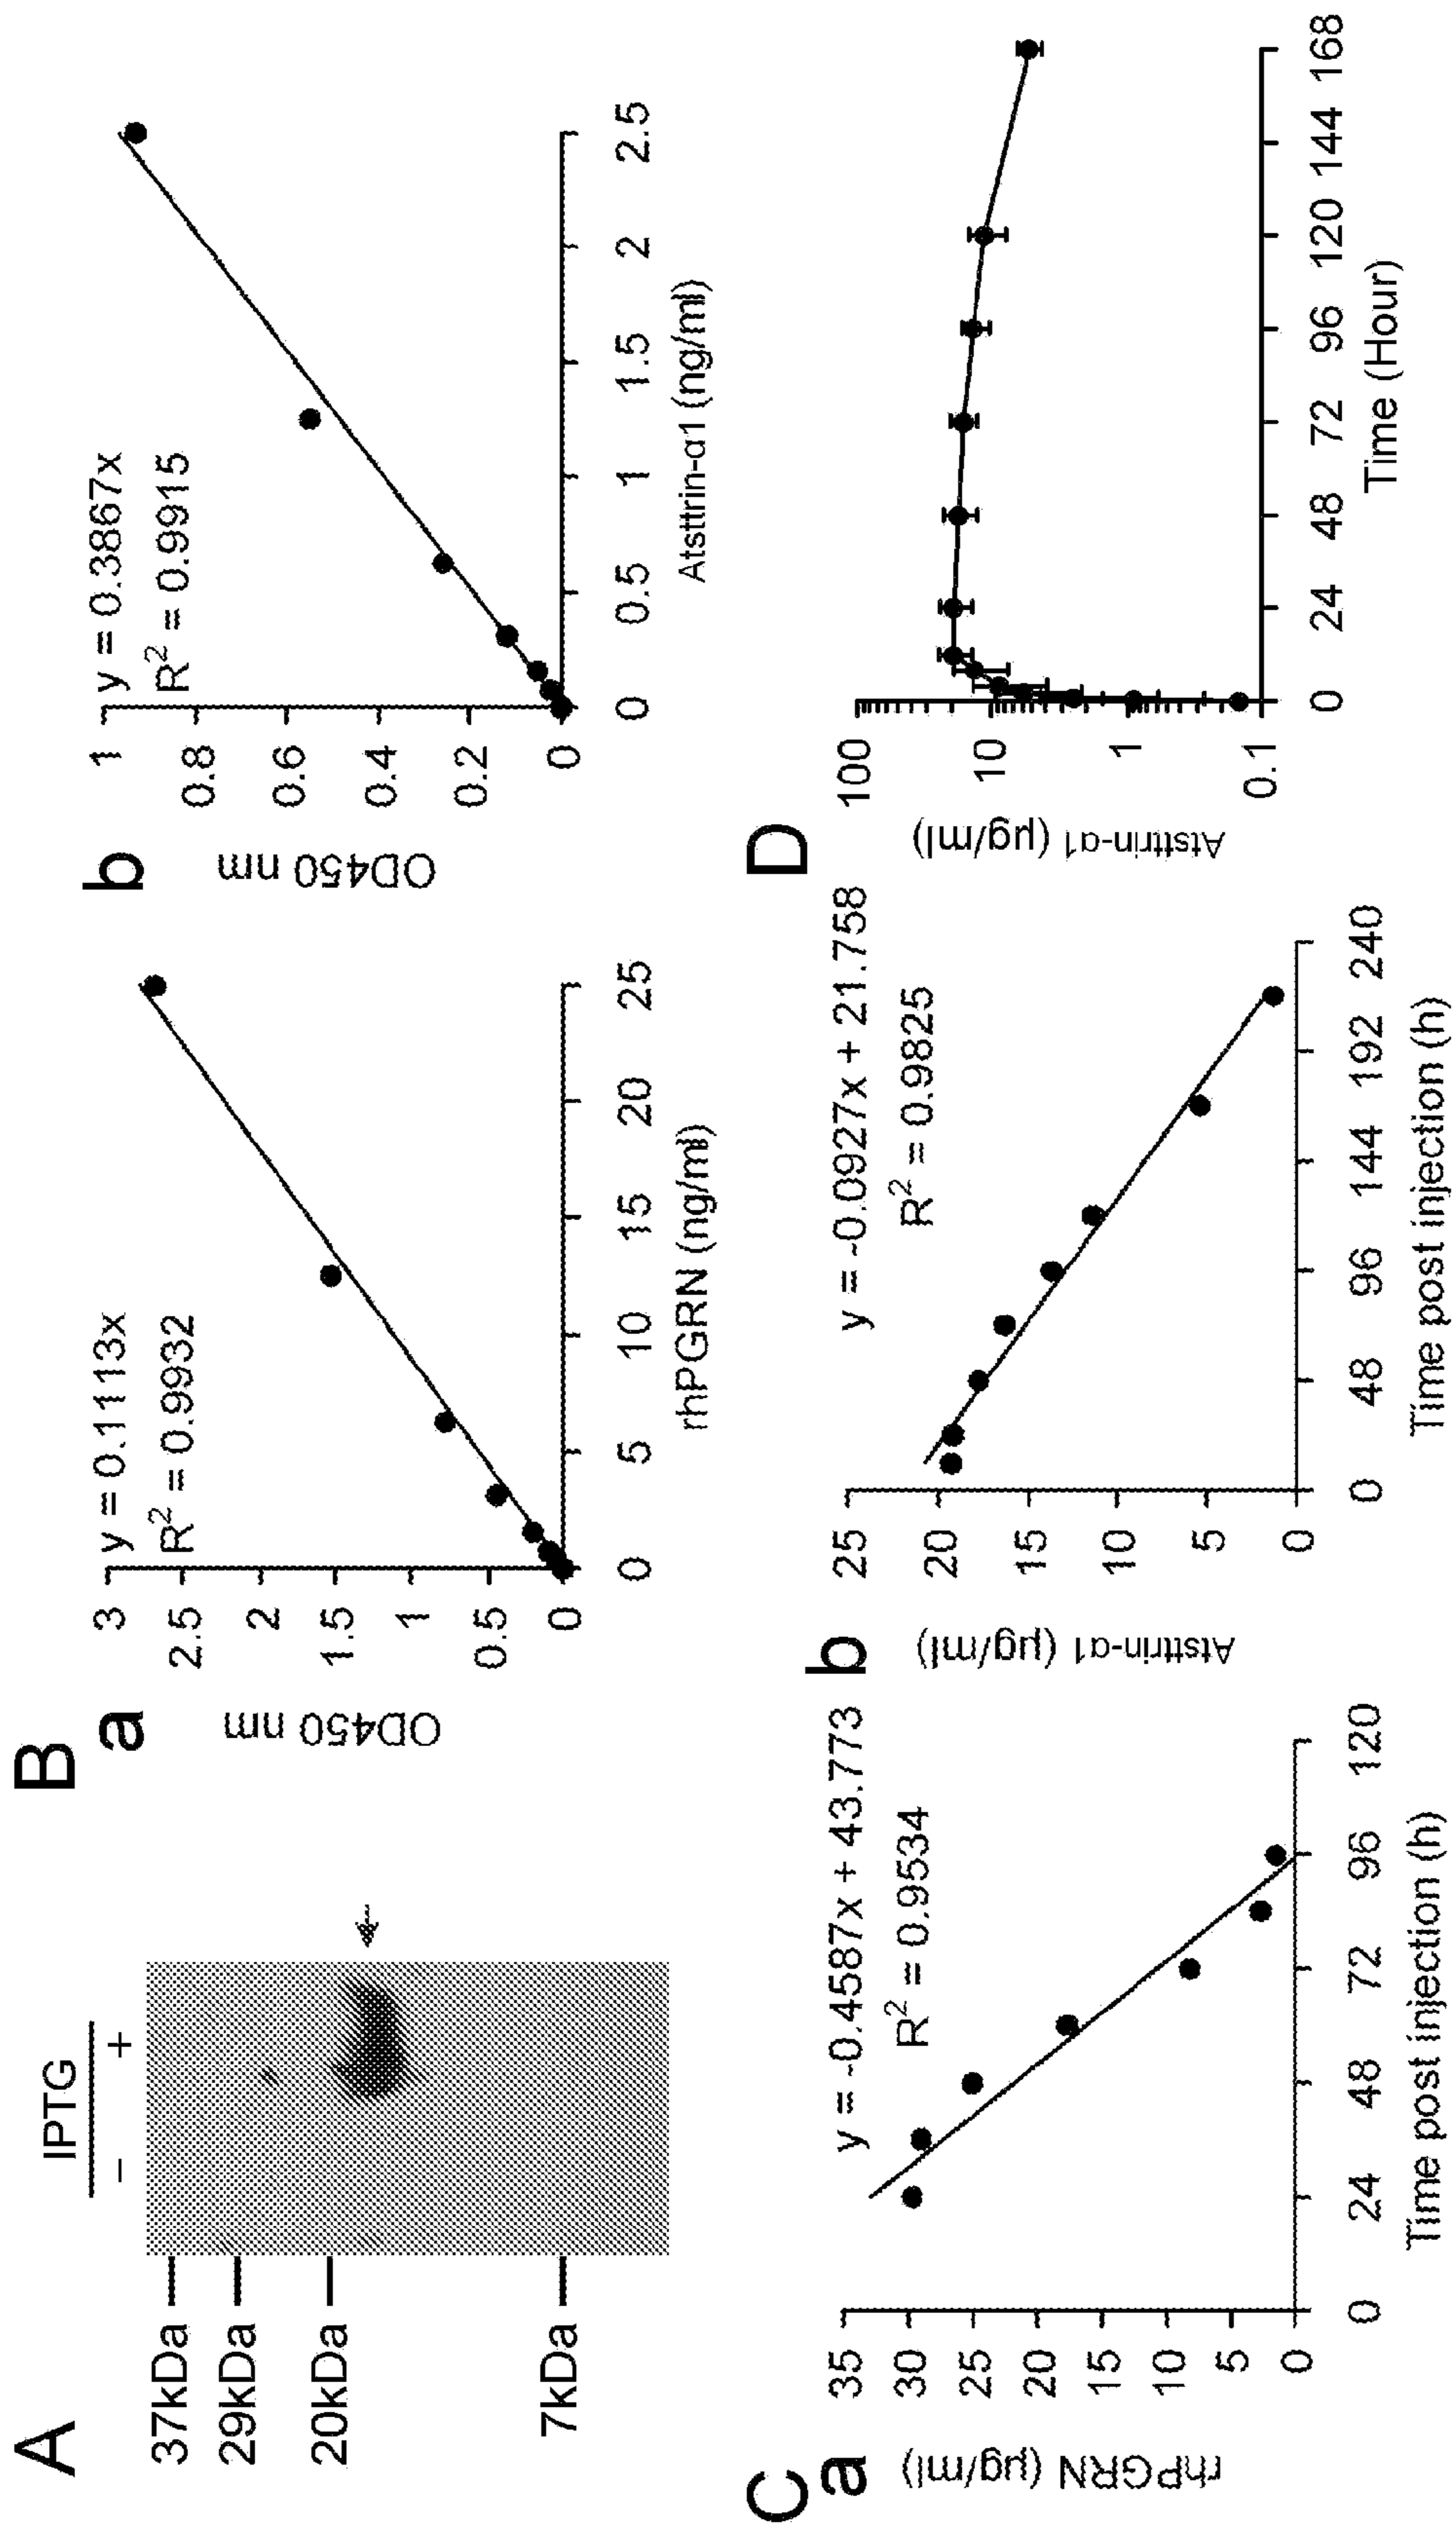 A
IPTG
− +
37kDa
29kDa
20kDa
7kDa
B
a
y = 0.1113x
R² = 0.9932
OD450 nm
3
2.5
2
1.5
1
0.5
0
0 5 10 15 20 25
rhPGRN (ng/ml)
b
y = 0.3867x
R² = 0.9915
OD450 nm
1
0.8
0.6
0.4
0.2
0
0 0.5 1 1.5 2 2.5
Atsttrin-α1 (ng/ml)
C
a
y = -0.4587x + 43.773
R² = 0.9534
rhPGRN (µg/ml)
35
30
25
20
15
10
5
0
0 24 48 72 96 120
Time post injection (h)
b
y = -0.0927x + 21.758
R² = 0.9825
Atsttrin-α1 (µg/ml)
25
20
15
10
5
0
0 48 96 144 192 240
Time post injection (h)
D
Atsttrin-α1 (µg/ml)
100
10
1
0.1
0 24 48 72 96 120 144 168
Time (Hour)